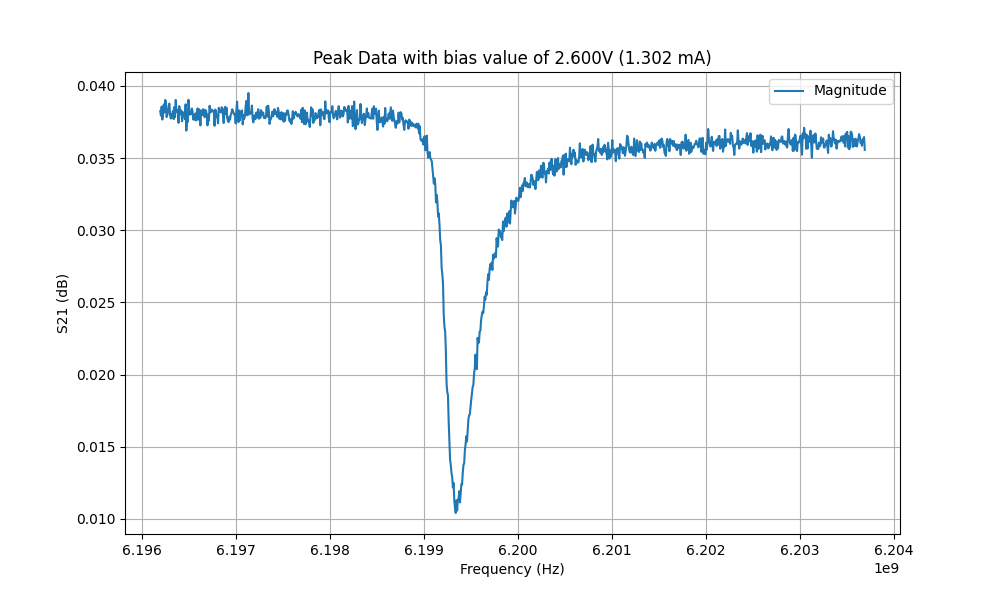 Peak Data with bias value of 2.600V (1.302 mA)
Magnitude
0.040
0.035
0.030
0.025
0.020
0.015
0.010
S21 (dB)
6.196 6.197 6.198 6.199 6.200 6.201 6.202 6.203 6.204
Frequency (Hz)
1e9